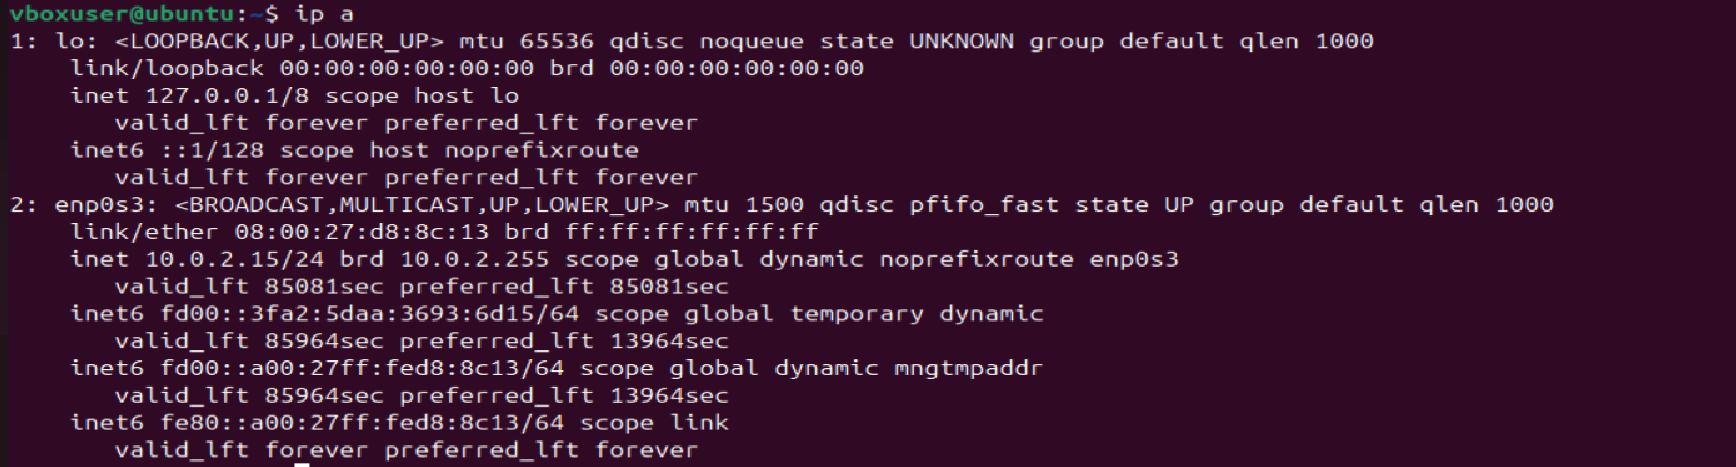 vboxuser@ubuntu:~$ ip a
1: lo: <LOOPBACK,UP,LOWER_UP> mtu 65536 qdisc noqueue state UNKNOWN group default qlen 1000
    link/loopback 00:00:00:00:00:00 brd 00:00:00:00:00:00
    inet 127.0.0.1/8 scope host lo
       valid_lft forever preferred_lft forever
    inet6 ::1/128 scope host noprefixroute
       valid_lft forever preferred_lft forever
2: enp0s3: <BROADCAST,MULTICAST,UP,LOWER_UP> mtu 1500 qdisc pfifo_fast state UP group default qlen 1000
    link/ether 08:00:27:d8:8c:13 brd ff:ff:ff:ff:ff:ff
    inet 10.0.2.15/24 brd 10.0.2.255 scope global dynamic noprefixroute enp0s3
       valid_lft 85081sec preferred_lft 85081sec
    inet6 fd00::3fa2:5daa:3693:6d15/64 scope global temporary dynamic
       valid_lft 85964sec preferred_lft 13964sec
    inet6 fd00::a00:27ff:fed8:8c13/64 scope global dynamic mngtmpaddr
       valid_lft 85964sec preferred_lft 13964sec
    inet6 fe80::a00:27ff:fed8:8c13/64 scope link
       valid_lft forever preferred_lft forever